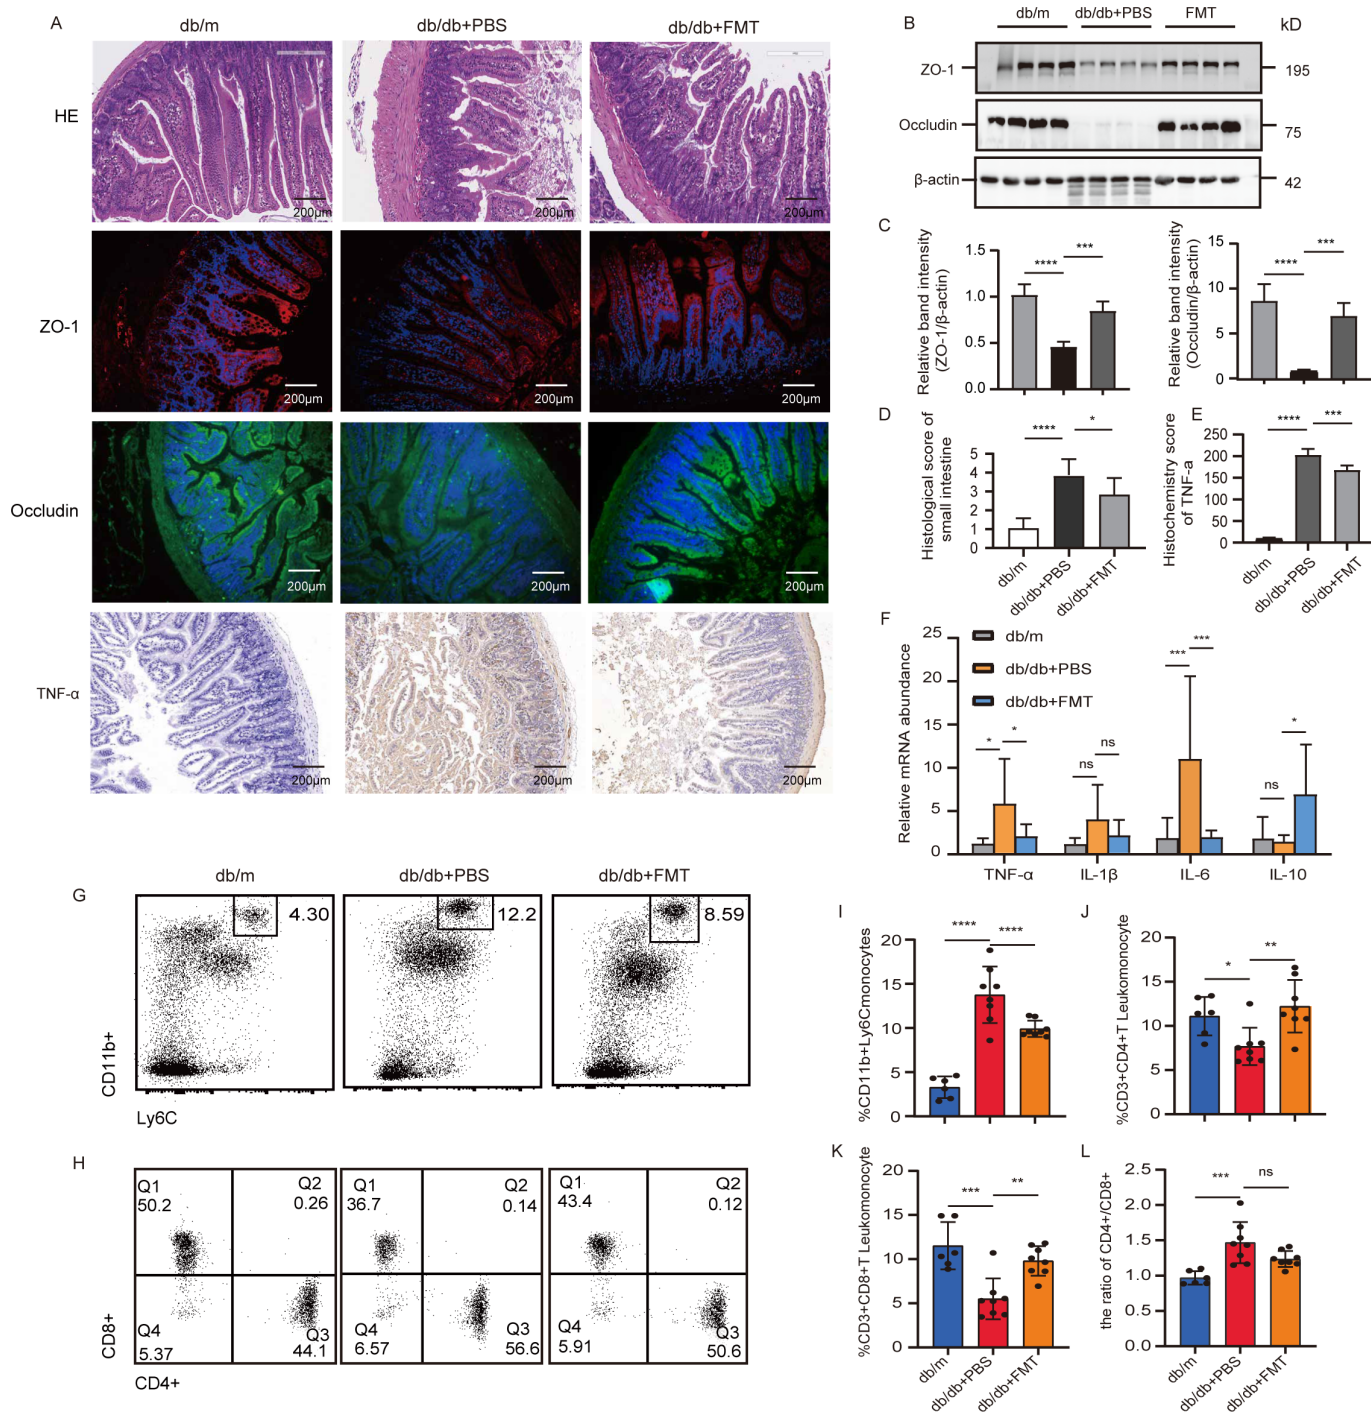 A
db/m
db/db+PBS
db/db+FMT
HE
200μm
200μm
200μm
ZO-1
200μm
200μm
200μm
Occludin
200μm
200μm
200μm
TNF-α
200μm
200μm
200μm
B
db/m
db/db+PBS
FMT
kD
ZO-1
195
Occludin
75
β-actin
42
C
Relative band intensity
(ZO-1/β-actin)
1.5
1.0
0.5
0.0
****
***
Relative band intensity
(Occludin/β-actin)
15
10
5
0
****
***
D
Histological score of
small intestine
5
4
3
2
1
0
****
*
db/m
db/db+PBS
db/db+FMT
E
Histochemistry score
of TNF-a
250
200
150
100
50
0
****
***
db/m
db/db+PBS
db/db+FMT
F
Relative mRNA abundance
25
20
15
10
5
0
db/m
db/db+PBS
db/db+FMT
*
*
ns
ns
***
***
ns
*
TNF-α
IL-1β
IL-6
IL-10
G
db/m
db/db+PBS
db/db+FMT
4.30
12.2
8.59
CD11b+
Ly6C
H
Q1
50.2
Q2
0.26
Q4
5.37
Q3
44.1
Q1
36.7
Q2
0.14
Q4
6.57
Q3
56.6
Q1
43.4
Q2
0.12
Q4
5.91
Q3
50.6
CD8+
CD4+
I
%CD11b+Ly6Cmonocytes
20
15
10
5
0
****
****
J
%CD3+CD4+T Leukomonocyte
20
15
10
5
0
*
**
K
%CD3+CD8+T Leukomonocyte
20
15
10
5
0
***
**
db/m
db/db+PBS
db/db+FMT
L
the ratio of CD4+/CD8+
2.5
2.0
1.5
1.0
0.5
0.0
***
ns
db/m
db/db+PBS
db/db+FMT